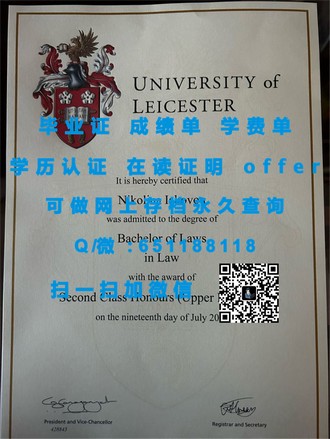 UNIVERSITY of
LEICESTER
毕业证 成绩单 学费单
It is hereby certified that
学历认证 在读证明 offer
was admitted to the degree of
可做网上存档永久查询
Bachelor of Laws
Q/微:651188118
in Law
with the award of
扫一扫加微信
Second Class Honours (Upper
on the nineteenth day of July
President and Vice-Chancellor
Registrar and Secretary